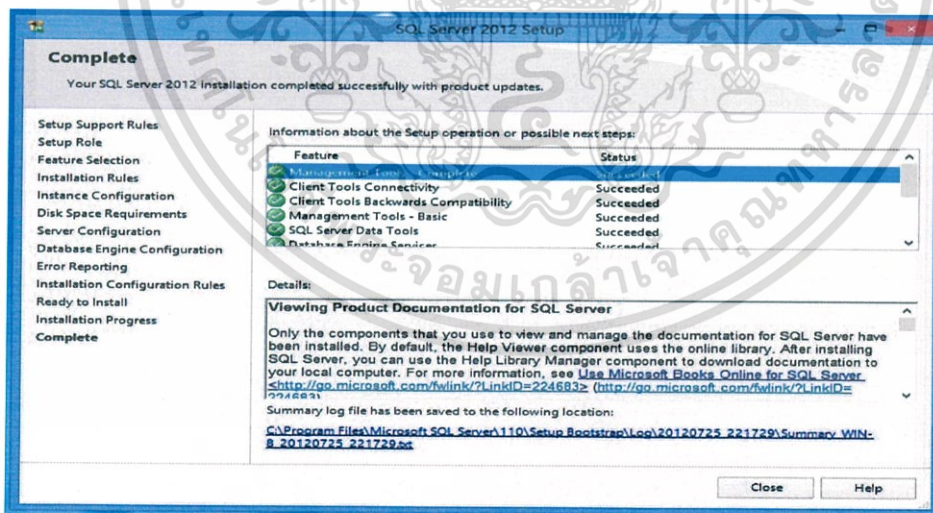 SQL Server 2012 Setup
Complete
Your SQL Server 2012 Installation completed successfully with product updates.
Setup Support Rules
Setup Role
Feature Selection
Installation Rules
Instance Configuration
Disk Space Requirements
Server Configuration
Database Engine Configuration
Error Reporting
Installation Configuration Rules
Ready to Install
Installation Progress
Complete
Information about the Setup operation or possible next steps:
Feature Status
Management Tools - Complete Succeeded
Client Tools Connectivity Succeeded
Client Tools Backwards Compatibility Succeeded
Management Tools - Basic Succeeded
SQL Server Data Tools Succeeded
Database Engine Services Succeeded
Details:
Viewing Product Documentation for SQL Server
Only the components that you use to view and manage the documentation for SQL Server have
been installed. By default, the Help Viewer component uses the online library. After installing
SQL Server, you can use the Help Library Manager component to download documentation to
your local computer. For more information, see Use Microsoft Books Online for SQL Server
<http://go.microsoft.com/fwlink/?LinkID=224683> (http://go.microsoft.com/fwlink/?LinkID=
224683)
Summary log file has been saved to the following location:
C:\Program Files\Microsoft SQL Server\110\Setup Bootstrap\Log\20120725_221729\Summary_WIN-
8_20120725_221729.txt
Close Help